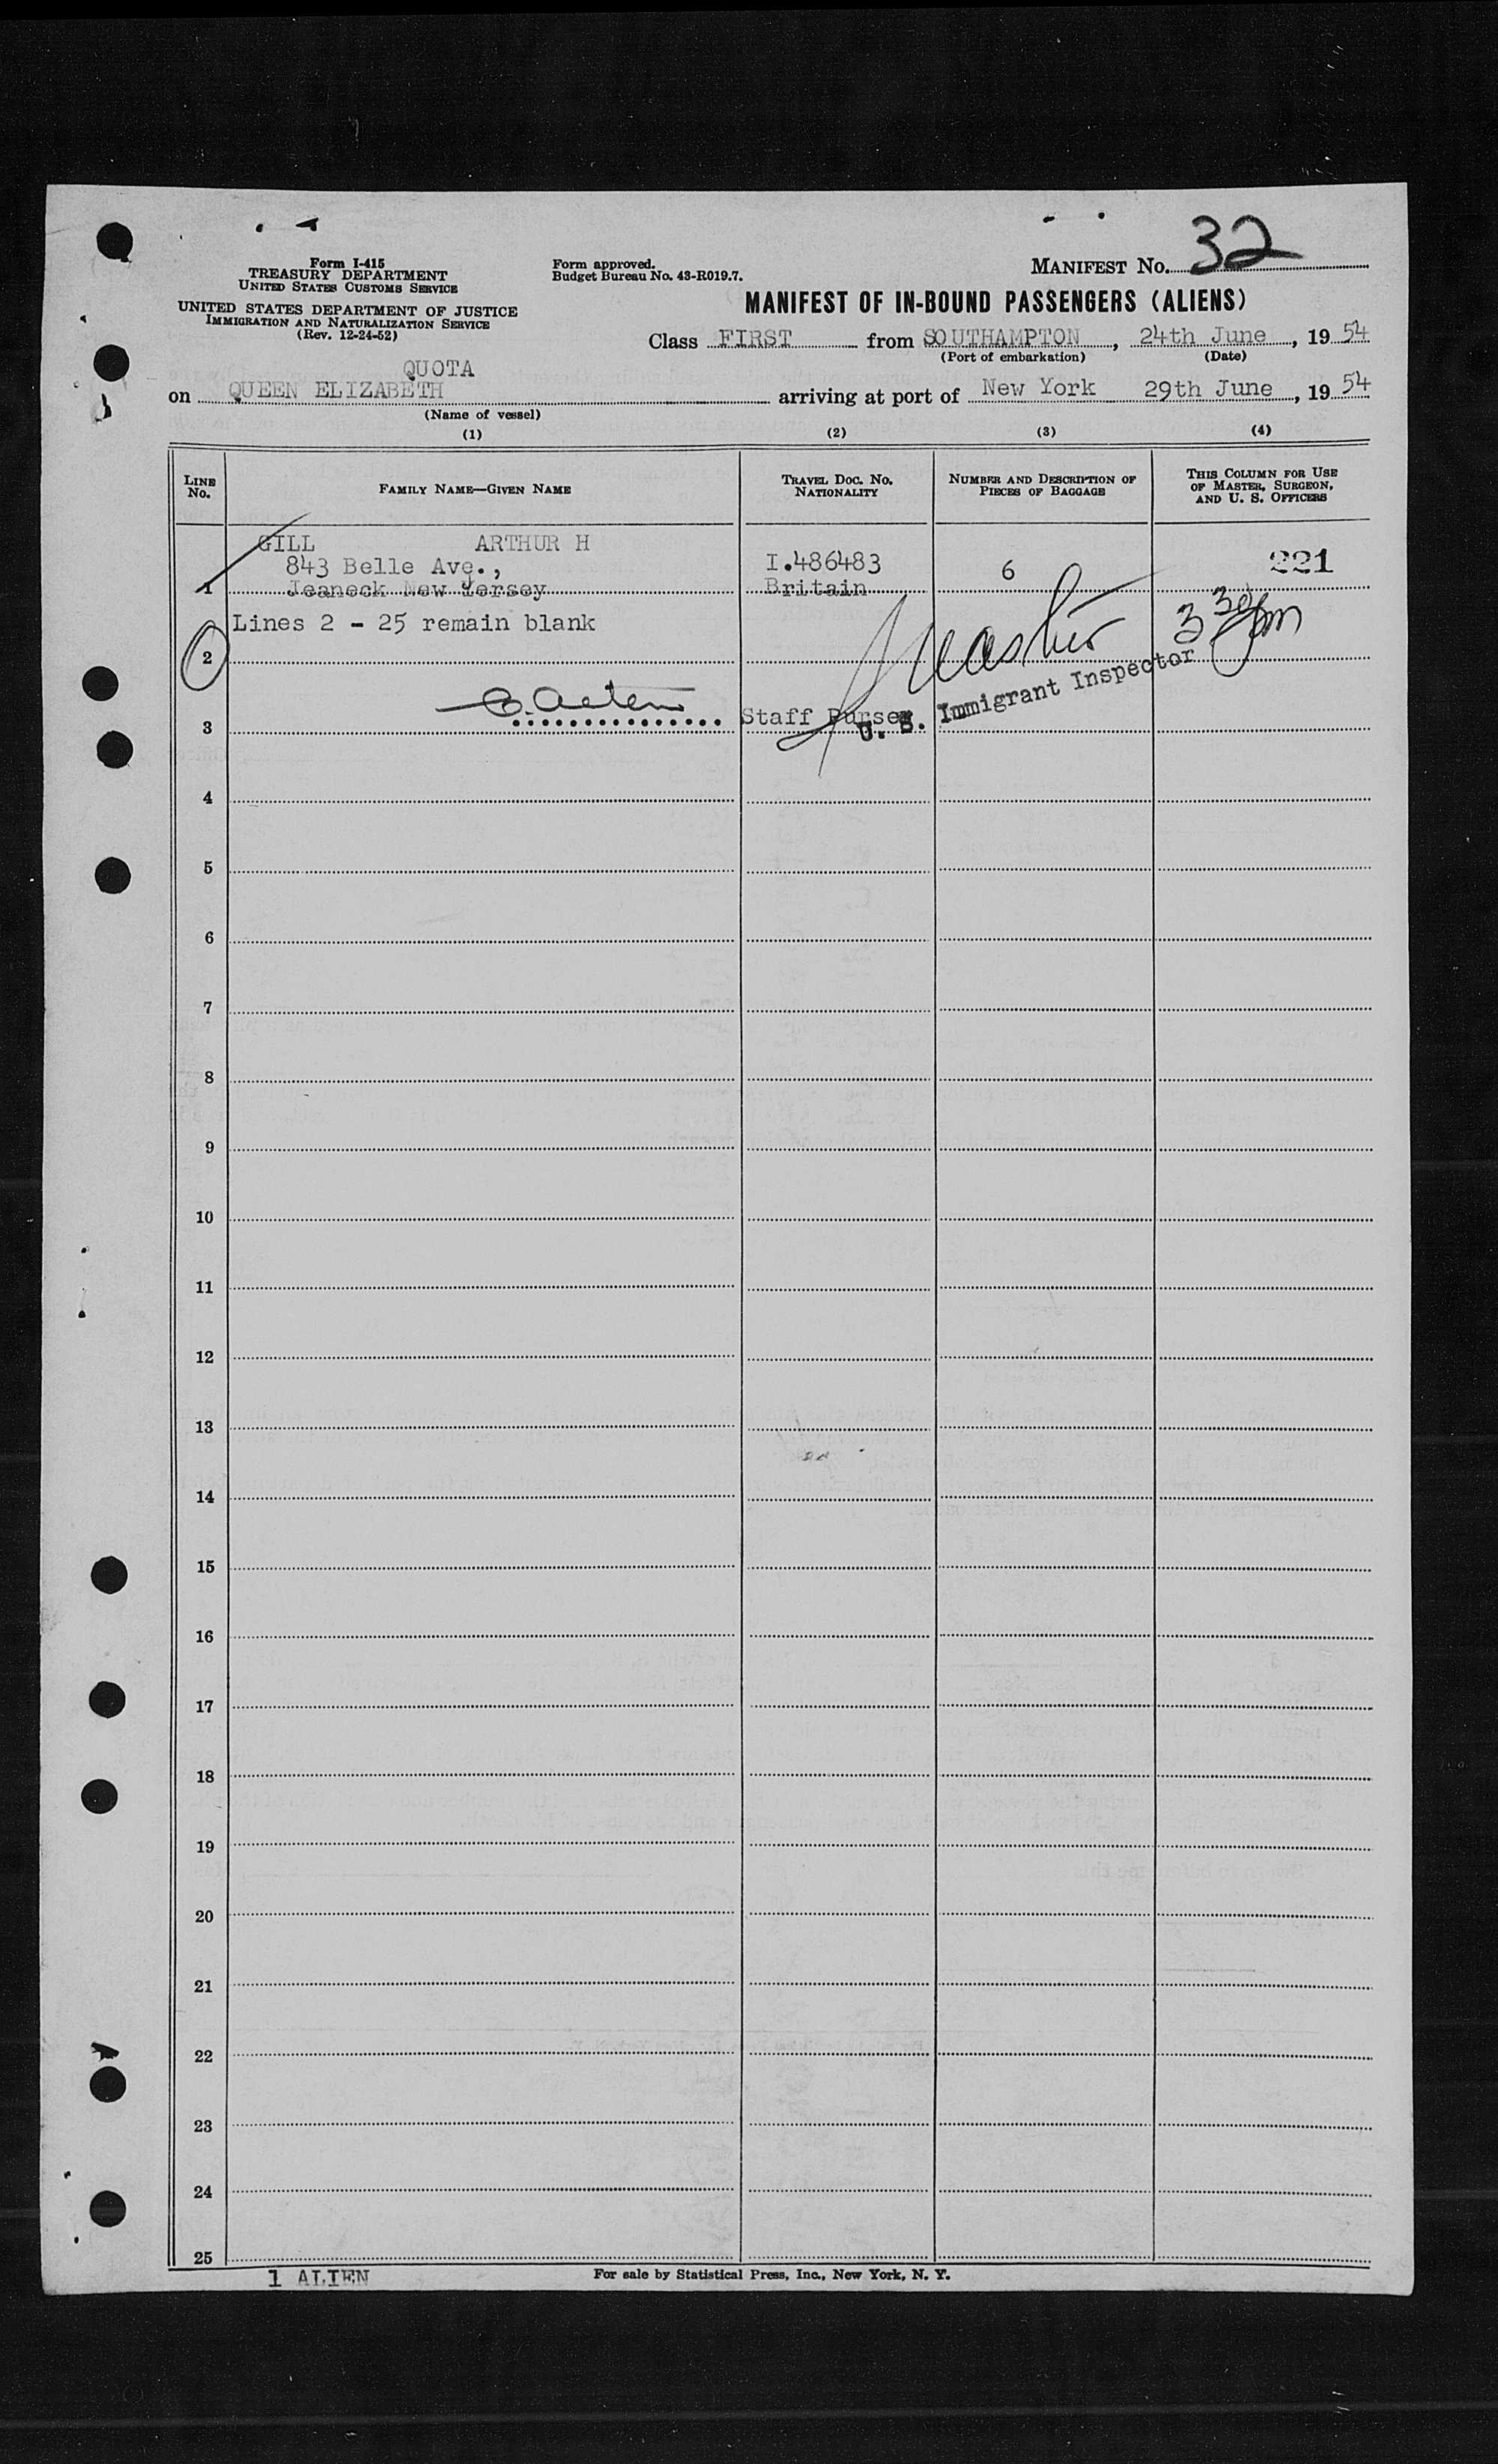 32
Form I-415
TREASURY DEPARTMENT
UNITED STATES CUSTOMS SERVICE
UNITED STATES DEPARTMENT OF JUSTICE
IMMIGRATION AND NATURALIZATION SERVICE
(Rev. 12-24-52)
Form approved.
Budget Bureau No. 43-R019.7.
MANIFEST No.
MANIFEST OF IN-BOUND PASSENGERS (ALIENS)
Class FIRST from SOUTHAMPTON, 24th June, 1954
(Port of embarkation) (Date)
QUOTA
on QUEEN ELIZABETH arriving at port of New York 29th June, 1954
(Name of vessel)
(1) (2) (3) (4)
LINE No. FAMILY NAME—GIVEN NAME TRAVEL DOC. NO. NATIONALITY NUMBER AND DESCRIPTION OF PIECES OF BAGGAGE THIS COLUMN FOR USE OF MASTER, SURGEON, AND U. S. OFFICERS
GILL ARTHUR H
843 Belle Ave., I.486483 6 221
1 Jeaneck New Jersey Britain
Lines 2 - 25 remain blank 3 30 pm
2
3 Staff Purser U. S. Immigrant Inspector
4
5
6
7
8
9
10
11
12
13
14
15
16
17
18
19
20
21
22
23
24
25
1 ALIEN For sale by Statistical Press, Inc., New York, N. Y.